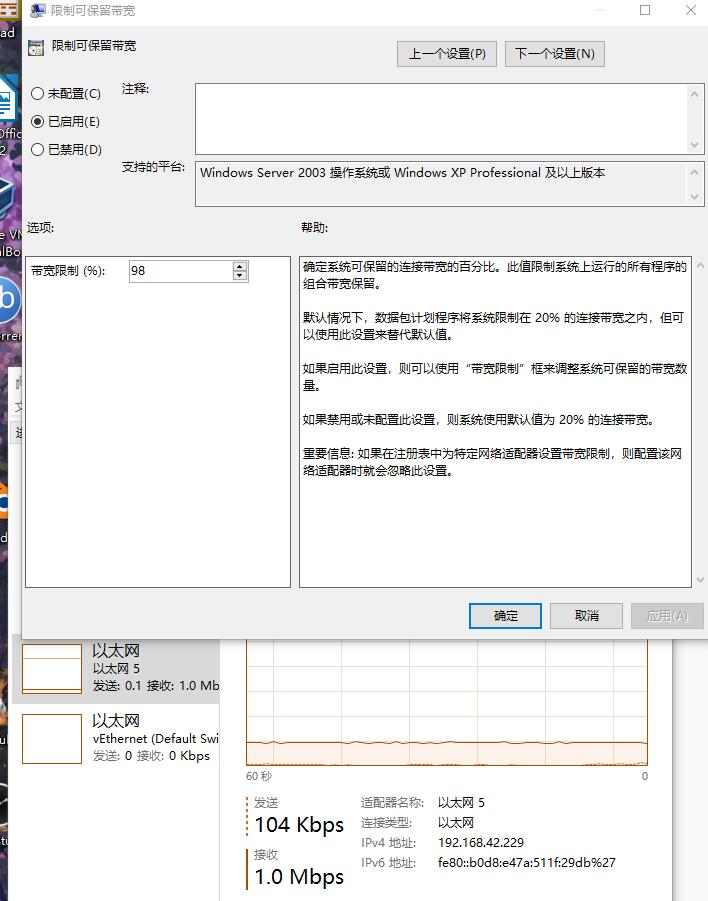 限制可保留带宽
限制可保留带宽
上一个设置(P)
下一个设置(N)
未配置(C)
已启用(E)
已禁用(D)
注释:
支持的平台:
Windows Server 2003 操作系统或 Windows XP Professional 及以上版本
选项:
帮助:
带宽限制 (%):
98
确定系统可保留的连接带宽的百分比。此值限制系统上运行的所有程序的
组合带宽保留。
默认情况下，数据包计划程序将系统限制在 20% 的连接带宽之内，但可
以使用此设置来替代默认值。
如果启用此设置，则可以使用“带宽限制”框来调整系统可保留的带宽数
量。
如果禁用或未配置此设置，则系统使用默认值为 20% 的连接带宽。
重要信息: 如果在注册表中为特定网络适配器设置带宽限制，则配置该网
络适配器时就会忽略此设置。
确定
取消
应用(A)
以太网
以太网 5
发送: 0.1 接收: 1.0 Mb
以太网
vEthernet (Default Swi
发送: 0 接收: 0 Kbps
60 秒
0
发送
104 Kbps
接收
1.0 Mbps
适配器名称: 以太网 5
连接类型: 以太网
IPv4 地址: 192.168.42.229
IPv6 地址: fe80::b0d8:e47a:511f:29db%27